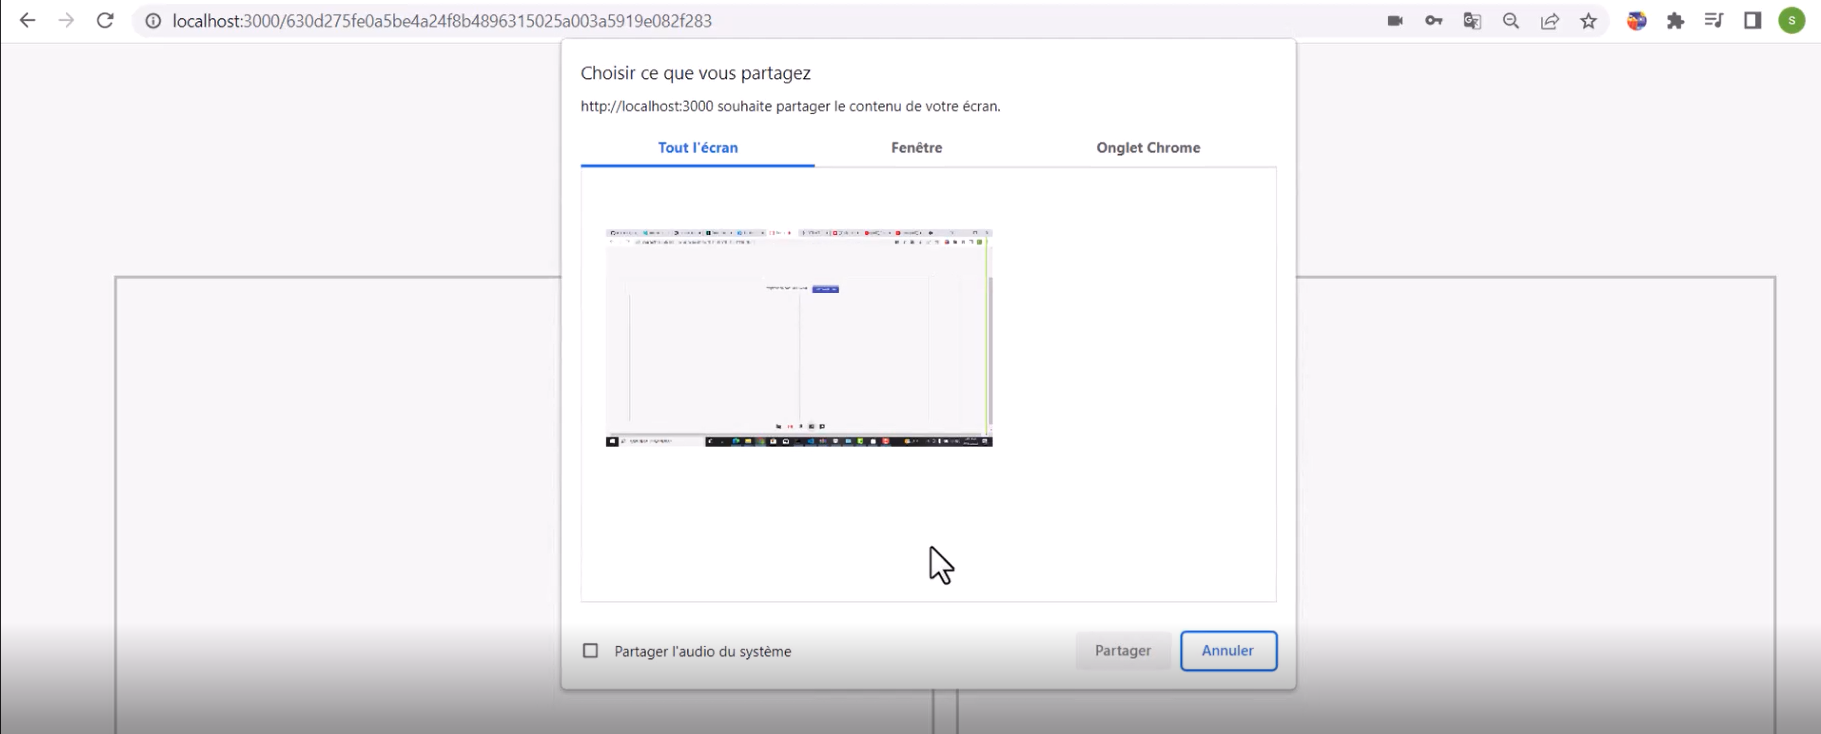 localhost:3000/630d275fe0a5be4a24f8b4896315025a003a5919e082f283
S
Choisir ce que vous partagez
http://localhost:3000 souhaite partager le contenu de votre écran.
Tout l'écran Fenêtre Onglet Chrome
Partager l'audio du système Partager Annuler